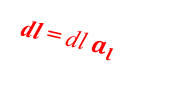 dl = dl a_l